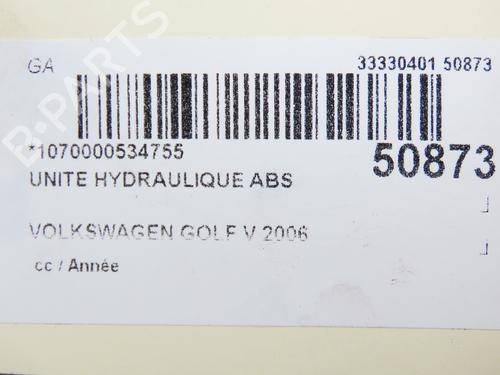 GA
33330401 50873
*1070000534755
50873
UNITE HYDRAULIQUE ABS
VOLKSWAGEN GOLF V 2006
cc / Année
B-PARTS